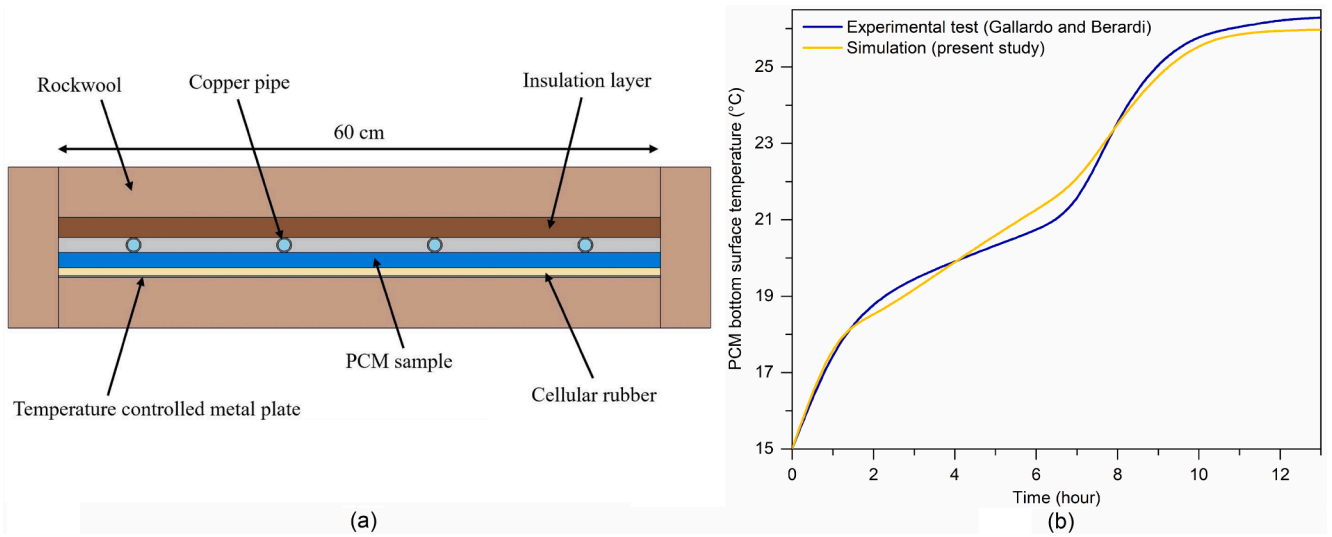 Rockwool
Copper pipe
Insulation layer
60 cm
PCM sample
Cellular rubber
Temperature controlled metal plate
(a)
Experimental test (Gallardo and Berardi)
Simulation (present study)
PCM bottom surface temperature (°C)
25
23
21
19
17
15
0 2 4 6 8 10 12
Time (hour)
(b)